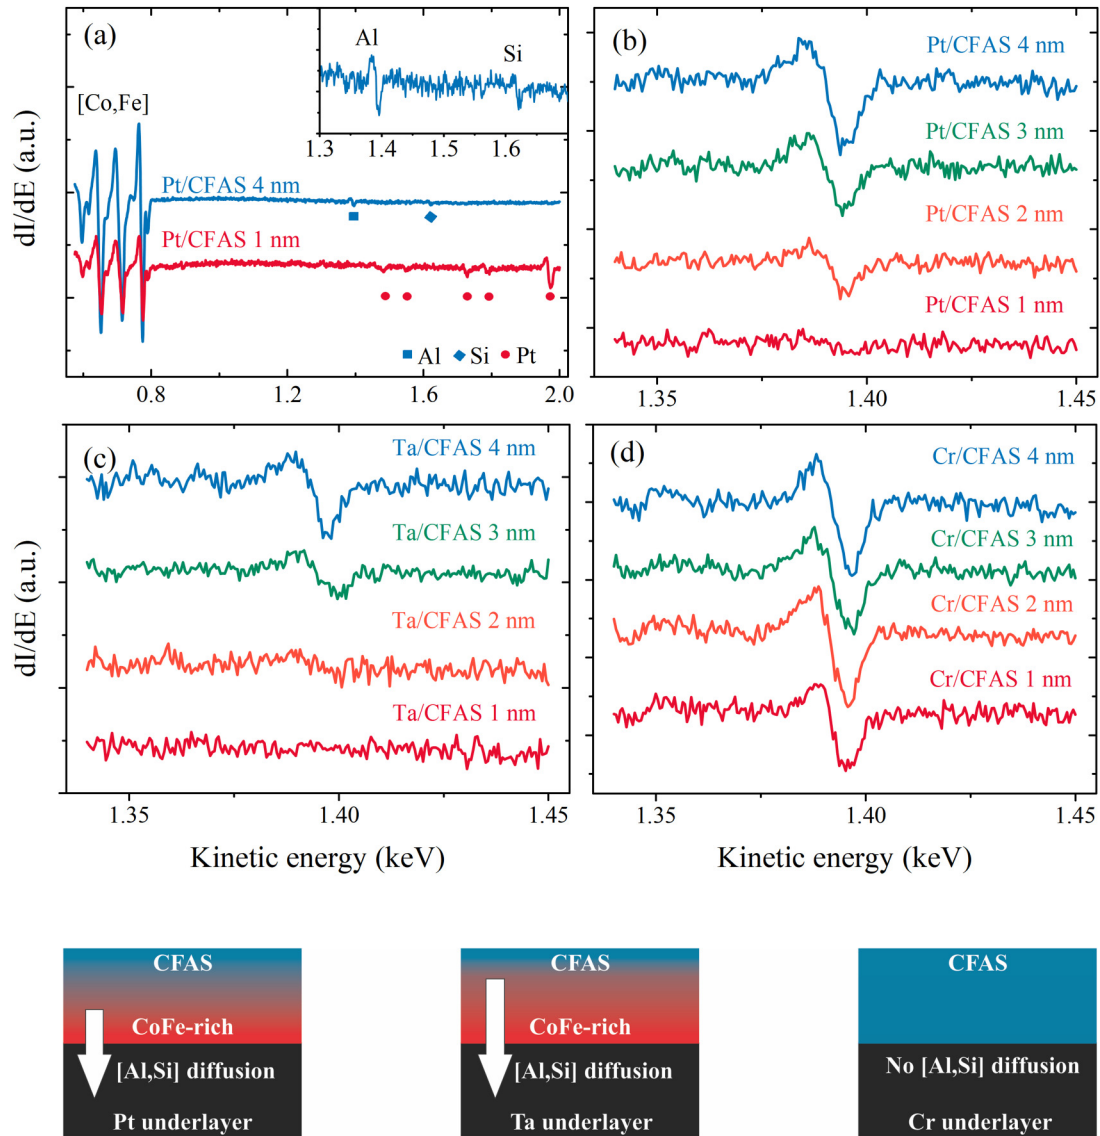 (a)
Al
Si
[Co,Fe]
1.3 1.4 1.5 1.6
Pt/CFAS 4 nm
Pt/CFAS 1 nm
Al Si Pt
0.8 1.2 1.6 2.0
dI/dE (a.u.)
(b)
Pt/CFAS 4 nm
Pt/CFAS 3 nm
Pt/CFAS 2 nm
Pt/CFAS 1 nm
1.35 1.40 1.45
(c)
Ta/CFAS 4 nm
Ta/CFAS 3 nm
Ta/CFAS 2 nm
Ta/CFAS 1 nm
1.35 1.40 1.45
dI/dE (a.u.)
Kinetic energy (keV)
(d)
Cr/CFAS 4 nm
Cr/CFAS 3 nm
Cr/CFAS 2 nm
Cr/CFAS 1 nm
1.35 1.40 1.45
Kinetic energy (keV)
CFAS
CoFe-rich
[Al,Si] diffusion
Pt underlayer
CFAS
CoFe-rich
[Al,Si] diffusion
Ta underlayer
CFAS
No [Al,Si] diffusion
Cr underlayer